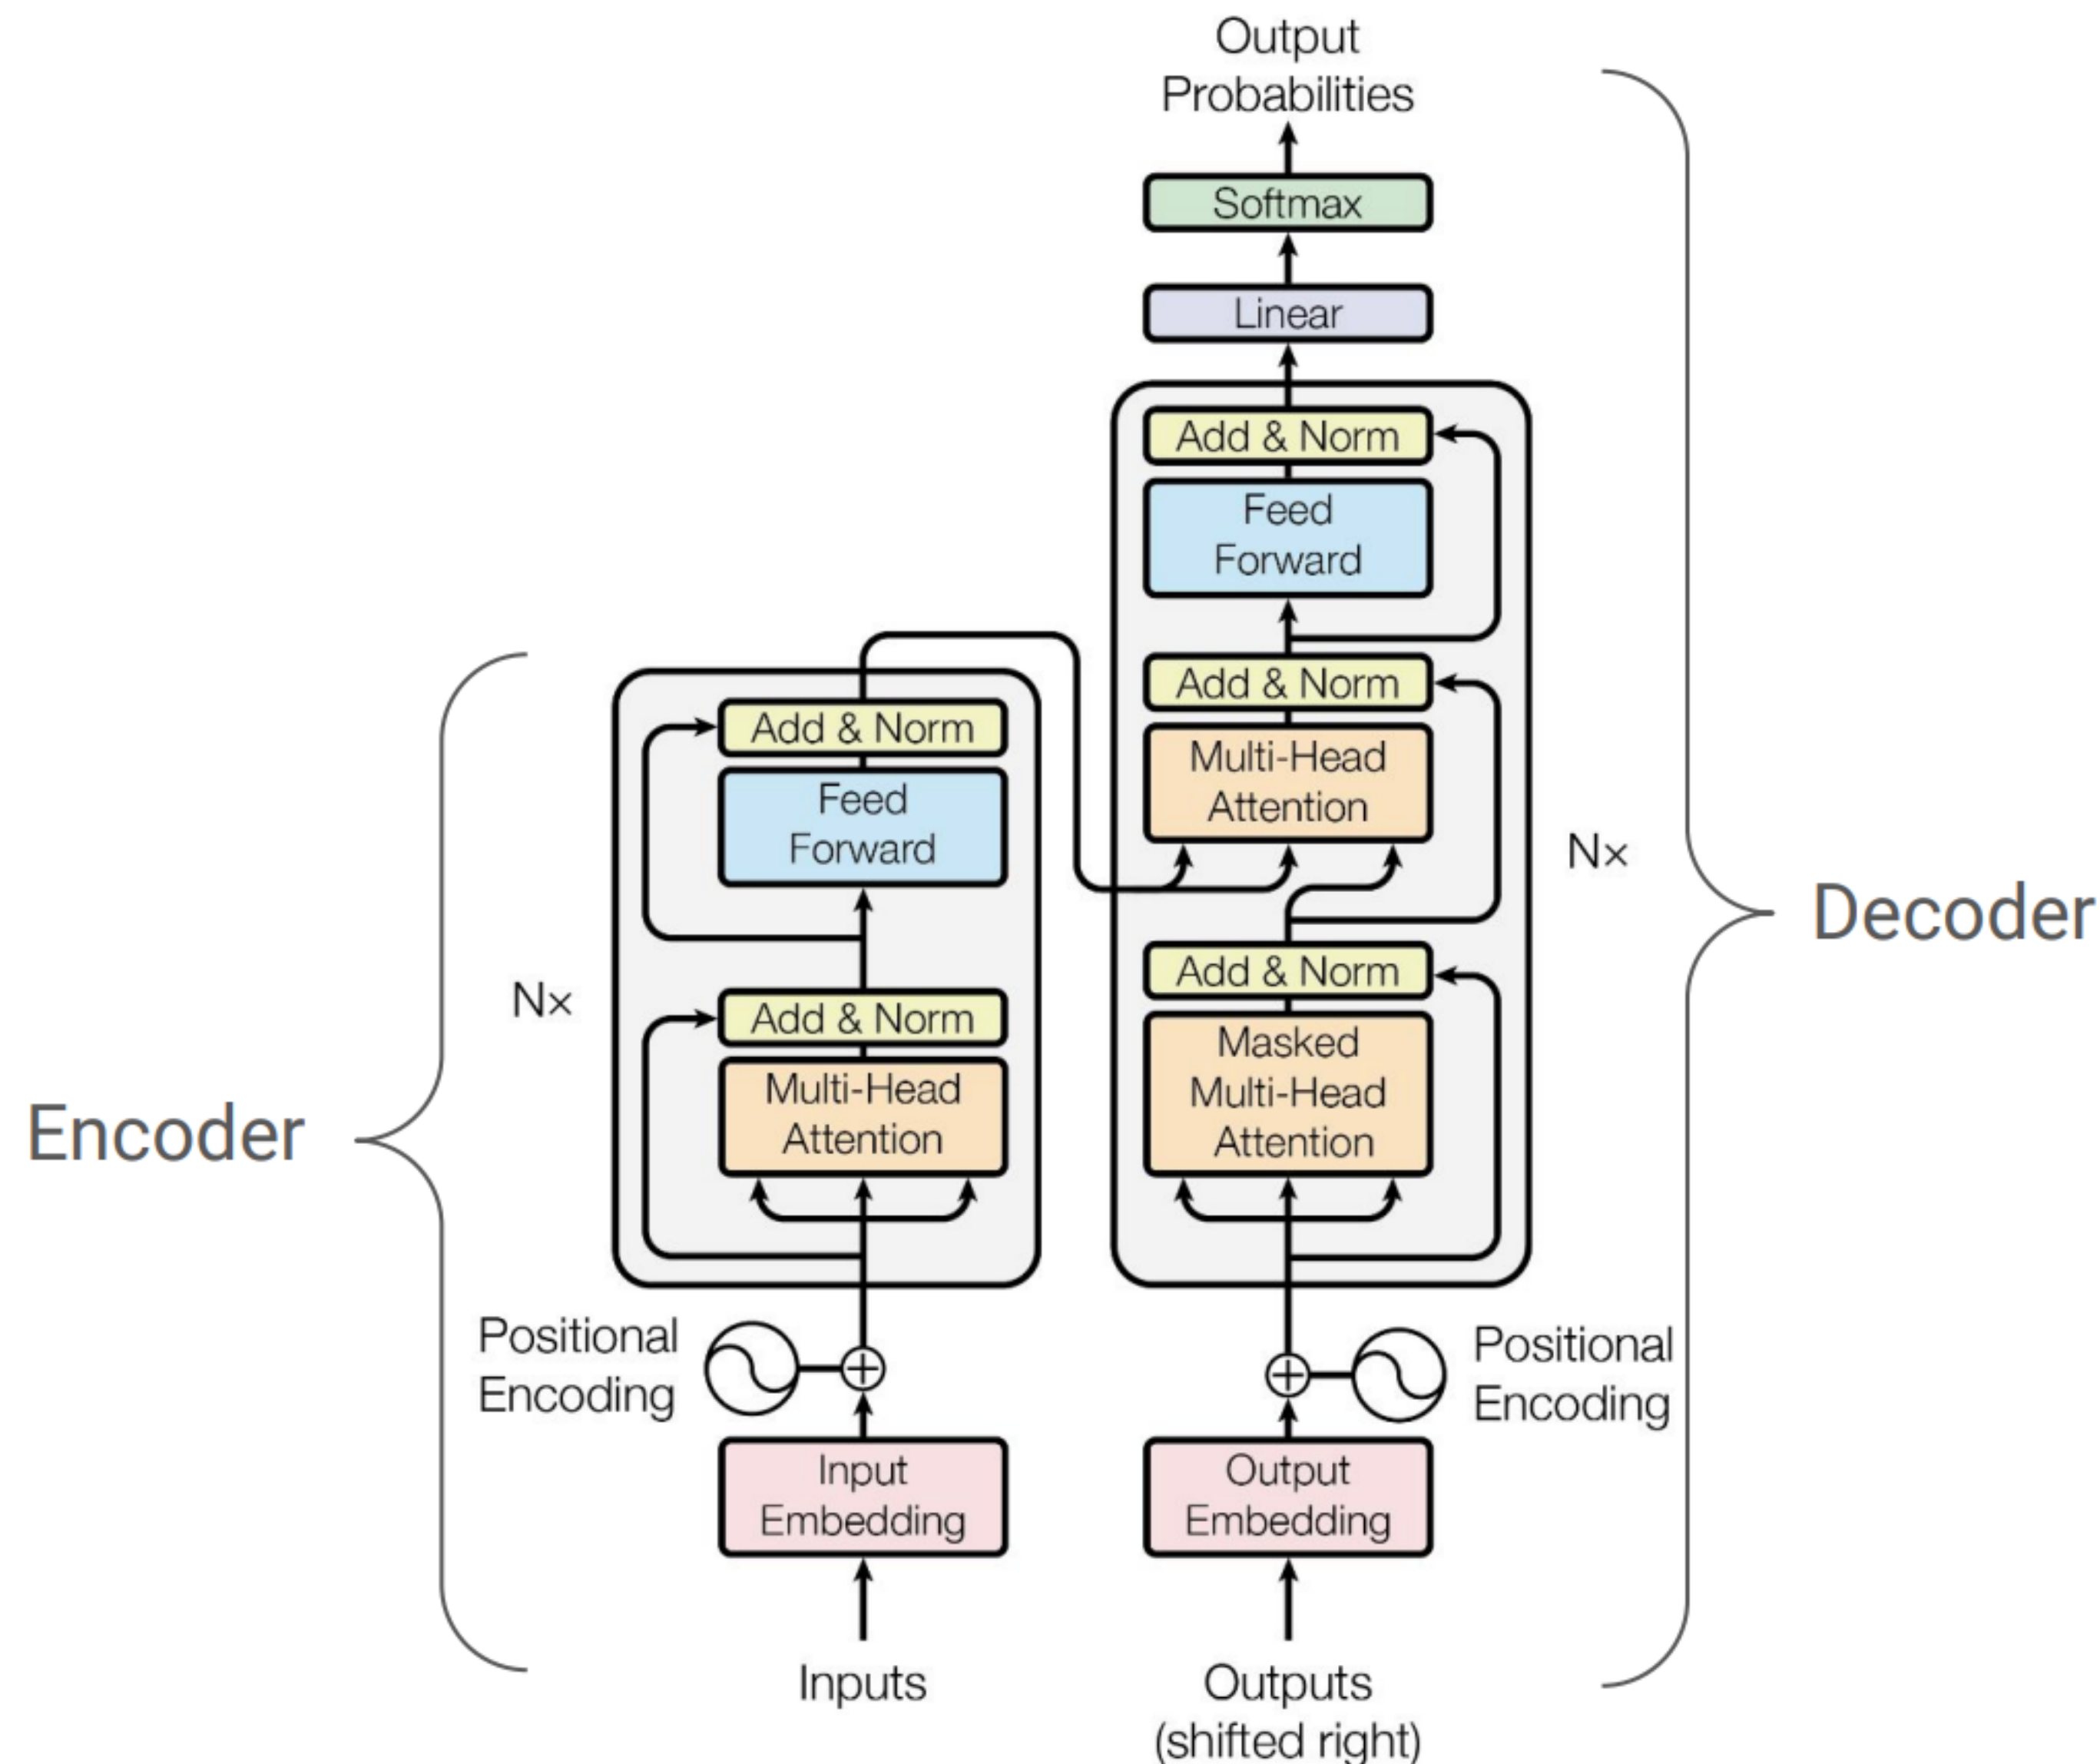 Output
Probabilities
Softmax
Linear
Add & Norm
Feed
Forward
Add & Norm
Multi-Head
Attention
Add & Norm
Masked
Multi-Head
Attention
N×
Decoder
Add & Norm
Feed
Forward
Add & Norm
Multi-Head
Attention
N×
Encoder
Positional
Encoding
Positional
Encoding
Input
Embedding
Output
Embedding
Inputs
Outputs
(shifted right)